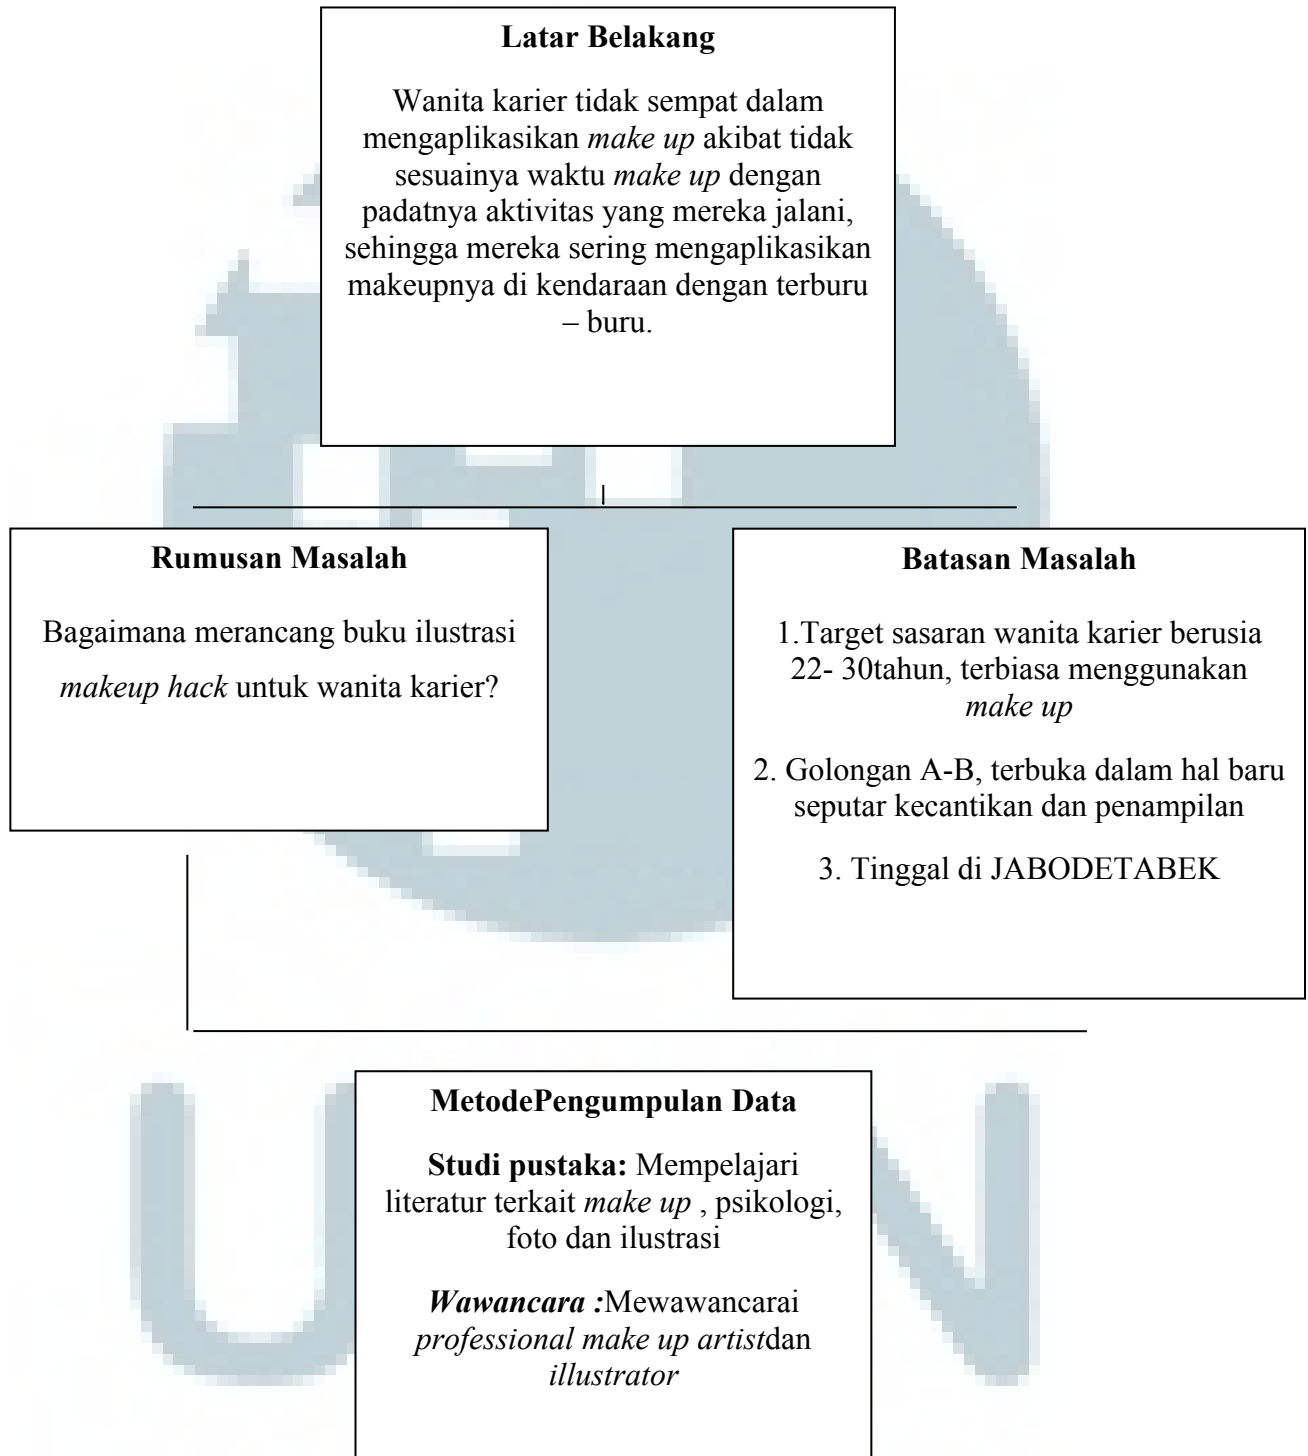 Latar Belakang
Wanita karier tidak sempat dalam
mengaplikasikan make up akibat tidak
sesuainya waktu make up dengan
padatnya aktivitas yang mereka jalani,
sehingga mereka sering mengaplikasikan
makeupnya di kendaraan dengan terburu
– buru.
Rumusan Masalah
Bagaimana merancang buku ilustrasi
makeup hack untuk wanita karier?
Batasan Masalah
1.Target sasaran wanita karier berusia
22- 30tahun, terbiasa menggunakan
make up
2. Golongan A-B, terbuka dalam hal baru
seputar kecantikan dan penampilan
3. Tinggal di JABODETABEK
MetodePengumpulan Data
Studi pustaka: Mempelajari
literatur terkait make up , psikologi,
foto dan ilustrasi
Wawancara :Mewawancarai
professional make up artistdan
illustrator
U N